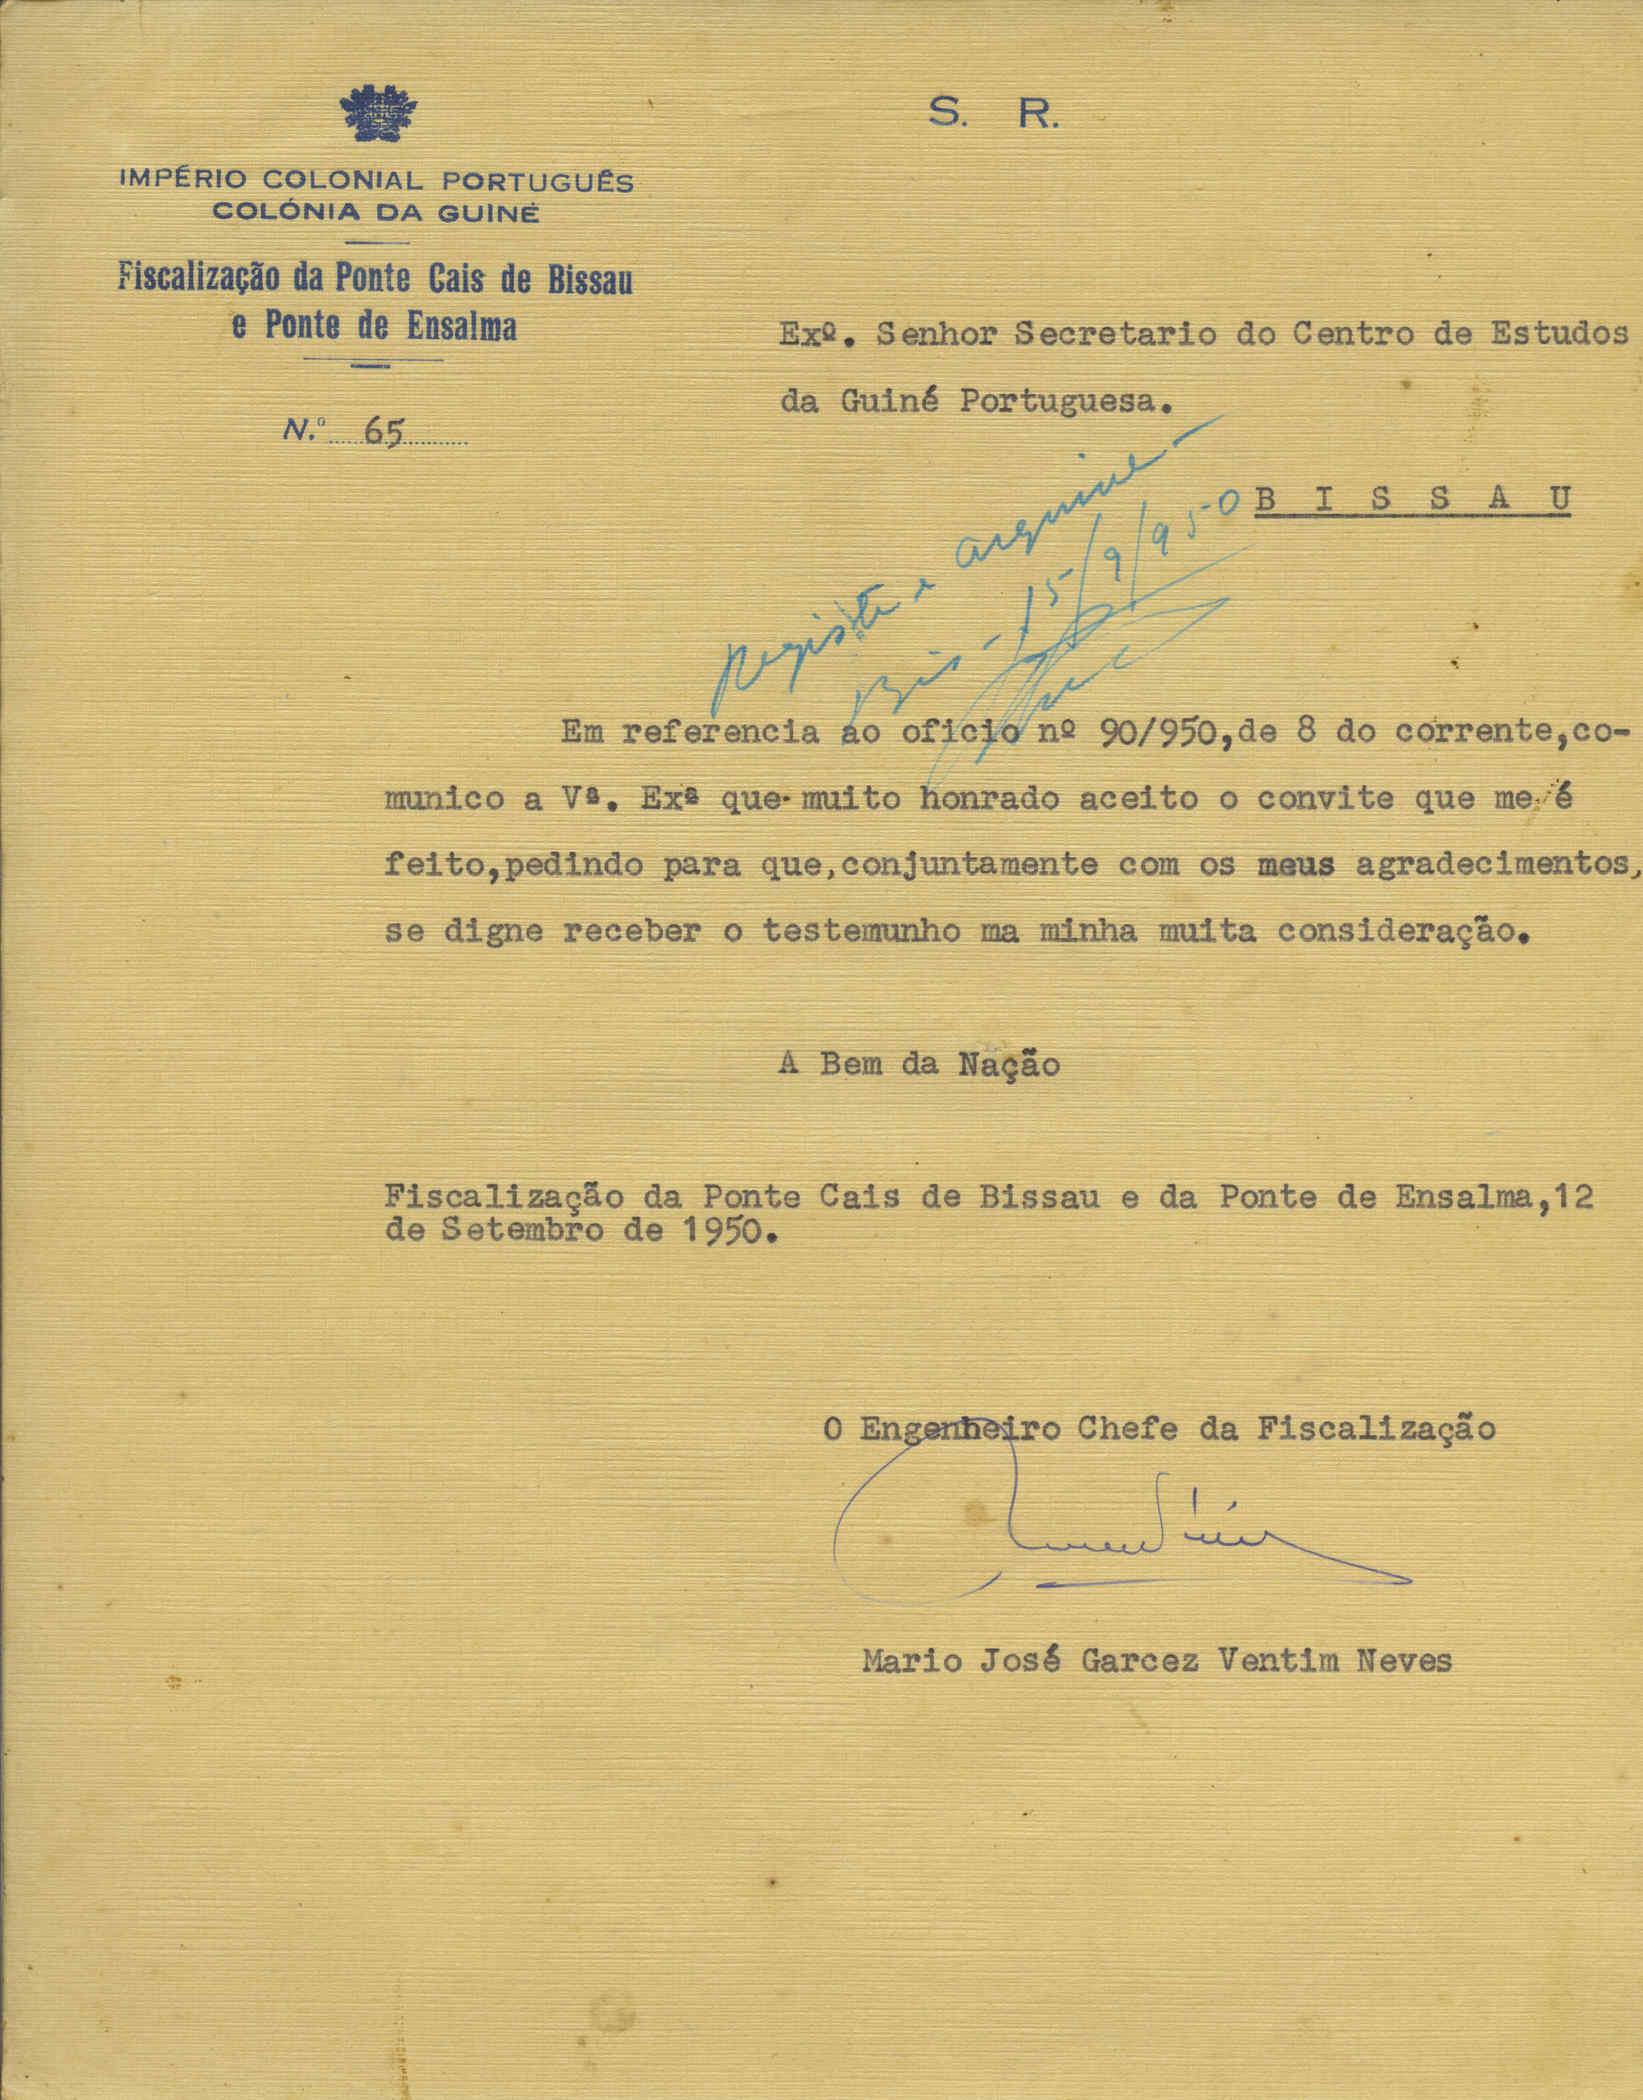 S. R.
IMPÉRIO COLONIAL PORTUGUÊS
COLÓNIA DA GUINÉ
Fiscalização da Ponte Cais de Bissau
e Ponte de Ensalma
N.º 65
Exº. Senhor Secretario do Centro de Estudos
da Guiné Portuguesa.
B I S S A U
Registe e arquive -
Bis - 15/9/950
Em referencia ao oficio nº 90/950,de 8 do corrente,co-
munico a Vª. Exª que muito honrado aceito o convite que me é
feito,pedindo para que,conjuntamente com os meus agradecimentos,
se digne receber o testemunho ma minha muita consideração.
A Bem da Nação
Fiscalização da Ponte Cais de Bissau e da Ponte de Ensalma,12
de Setembro de 1950.
O Engenheiro Chefe da Fiscalização
Mario José Garcez Ventim Neves